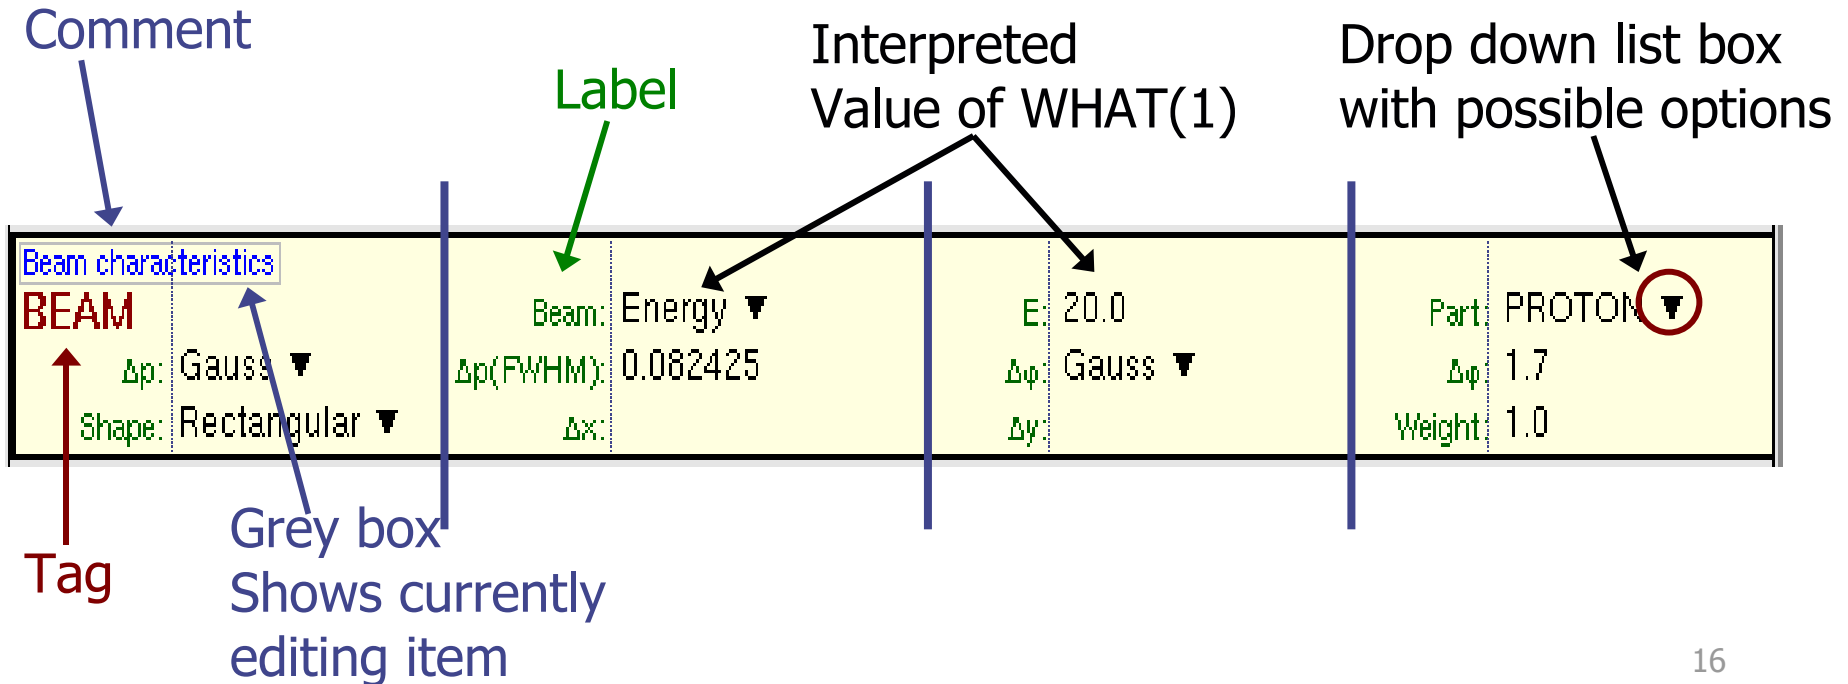 Comment
Label
Interpreted
Value of WHAT(1)
Drop down list box
with possible options
Beam characteristics
BEAM Beam: Energy ▼ E: 20.0 Part: PROTON ▼
Δp: Gauss ▼ Δp(FWHM): 0.082425 Δφ: Gauss ▼ Δφ: 1.7
Shape: Rectangular ▼ Δx: Δy: Weight: 1.0
Tag
Grey box
Shows currently
editing item
16